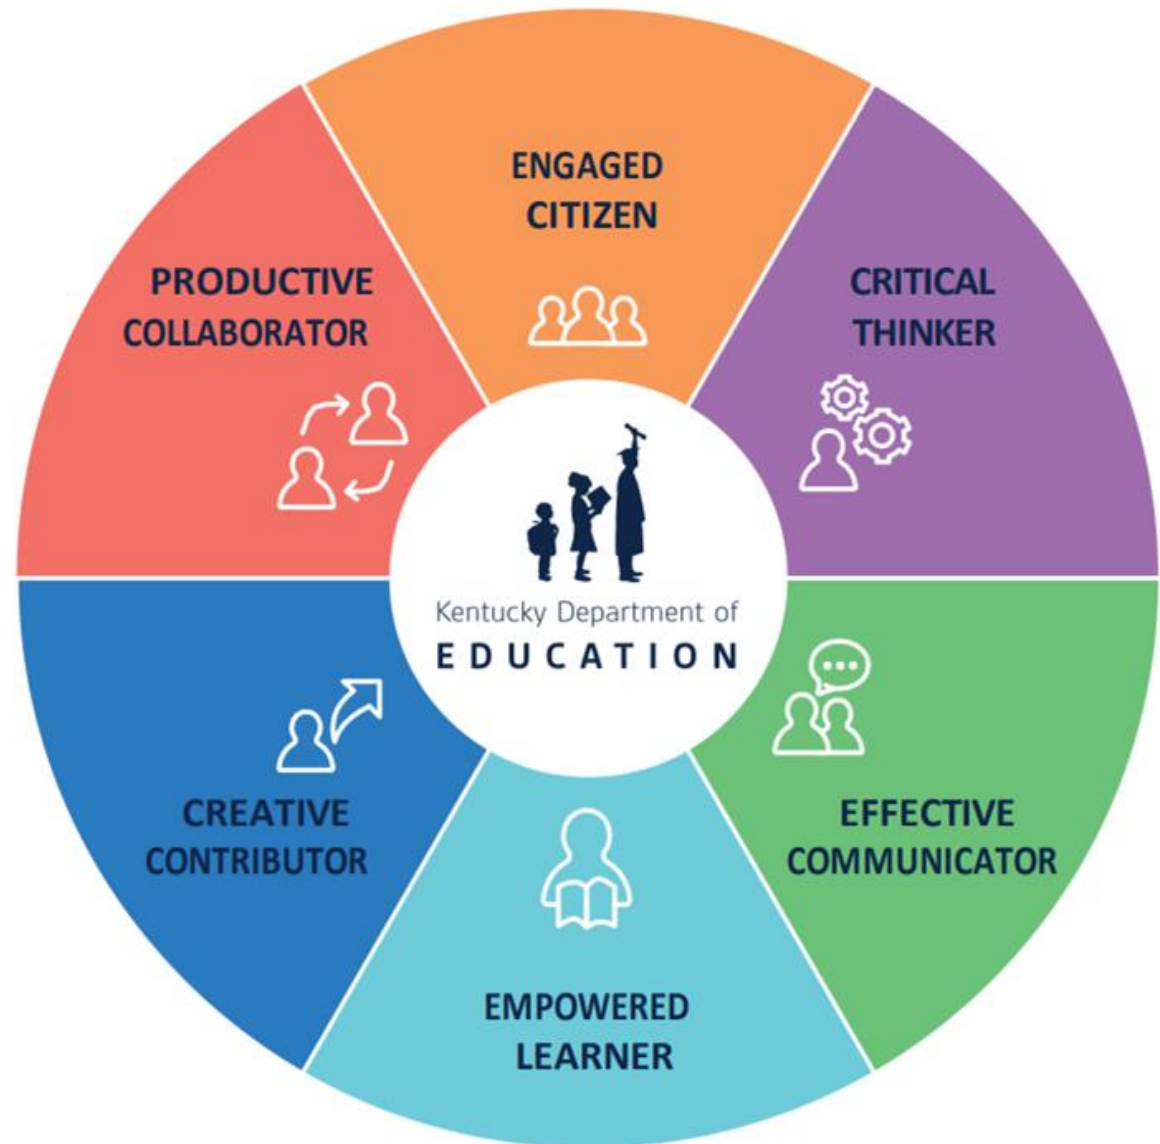 ENGAGED
CITIZEN
CRITICAL
THINKER
EFFECTIVE
COMMUNICATOR
EMPOWERED
LEARNER
CREATIVE
CONTRIBUTOR
PRODUCTIVE
COLLABORATOR
Kentucky Department of
EDUCATION